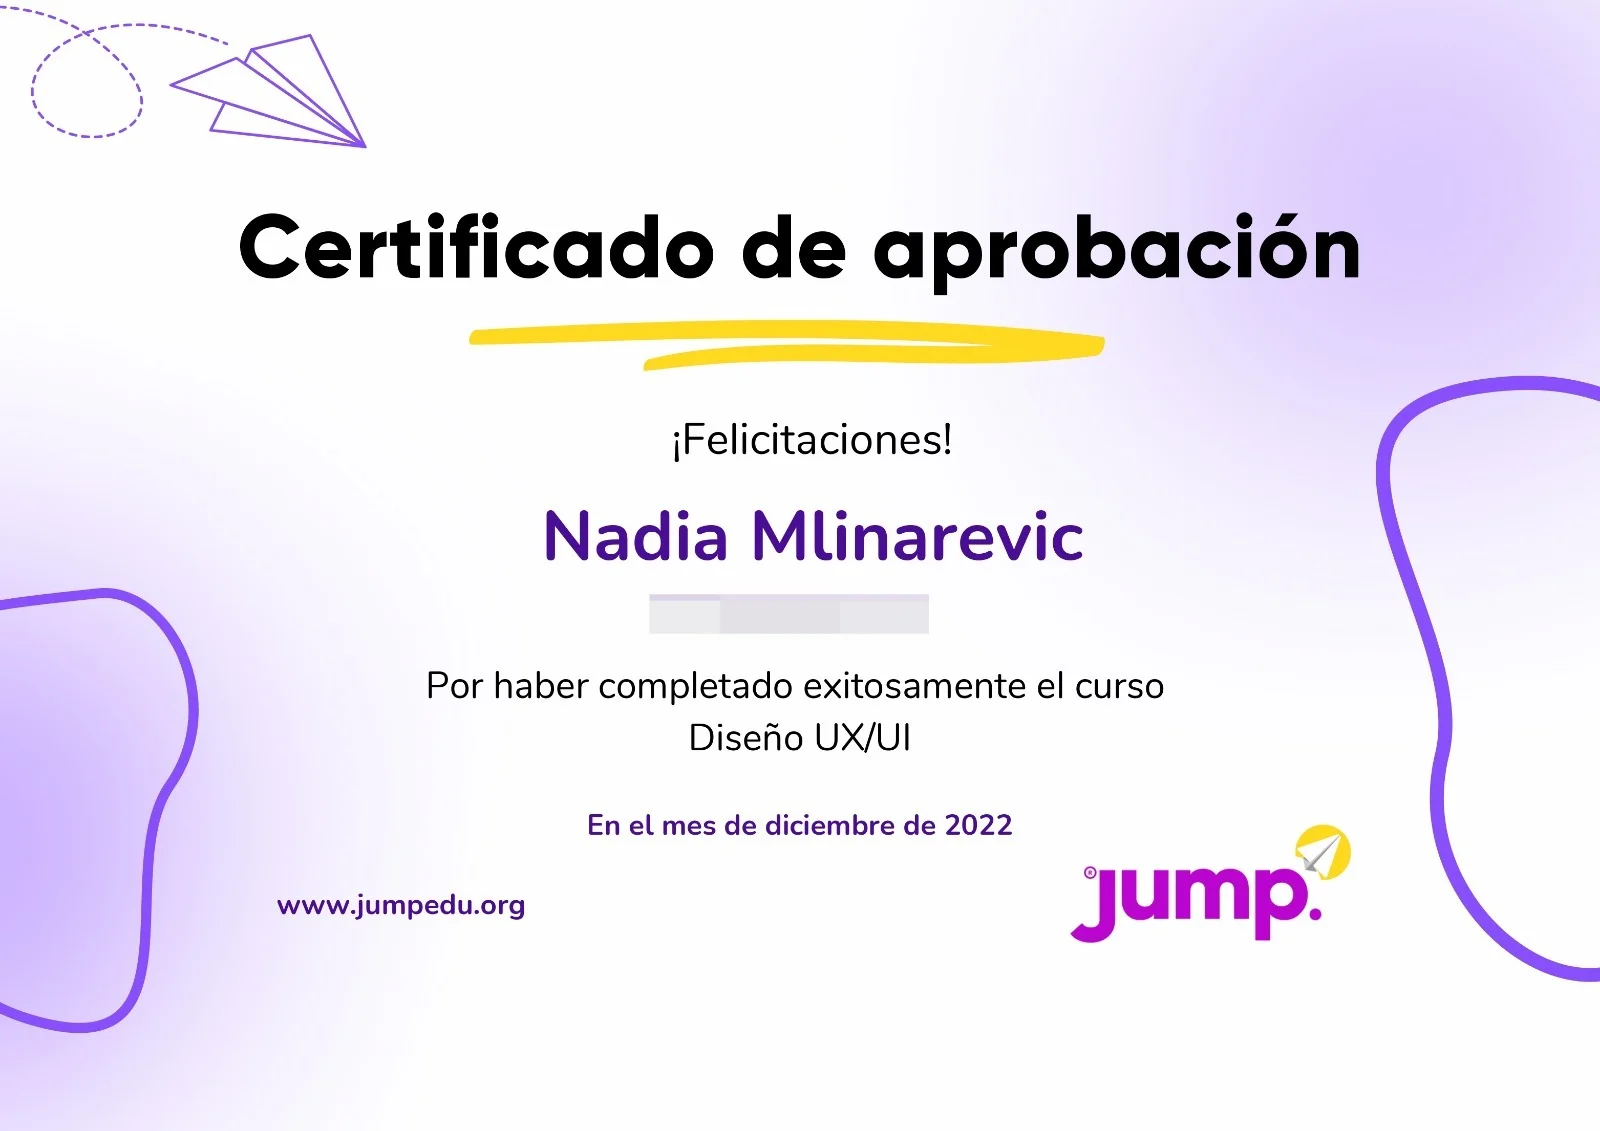 Certificado de aprobación
¡Felicitaciones!
Nadia Mlinarevic
Por haber completado exitosamente el curso
Diseño UX/UI
En el mes de diciembre de 2022
www.jumpedu.org
®jump.